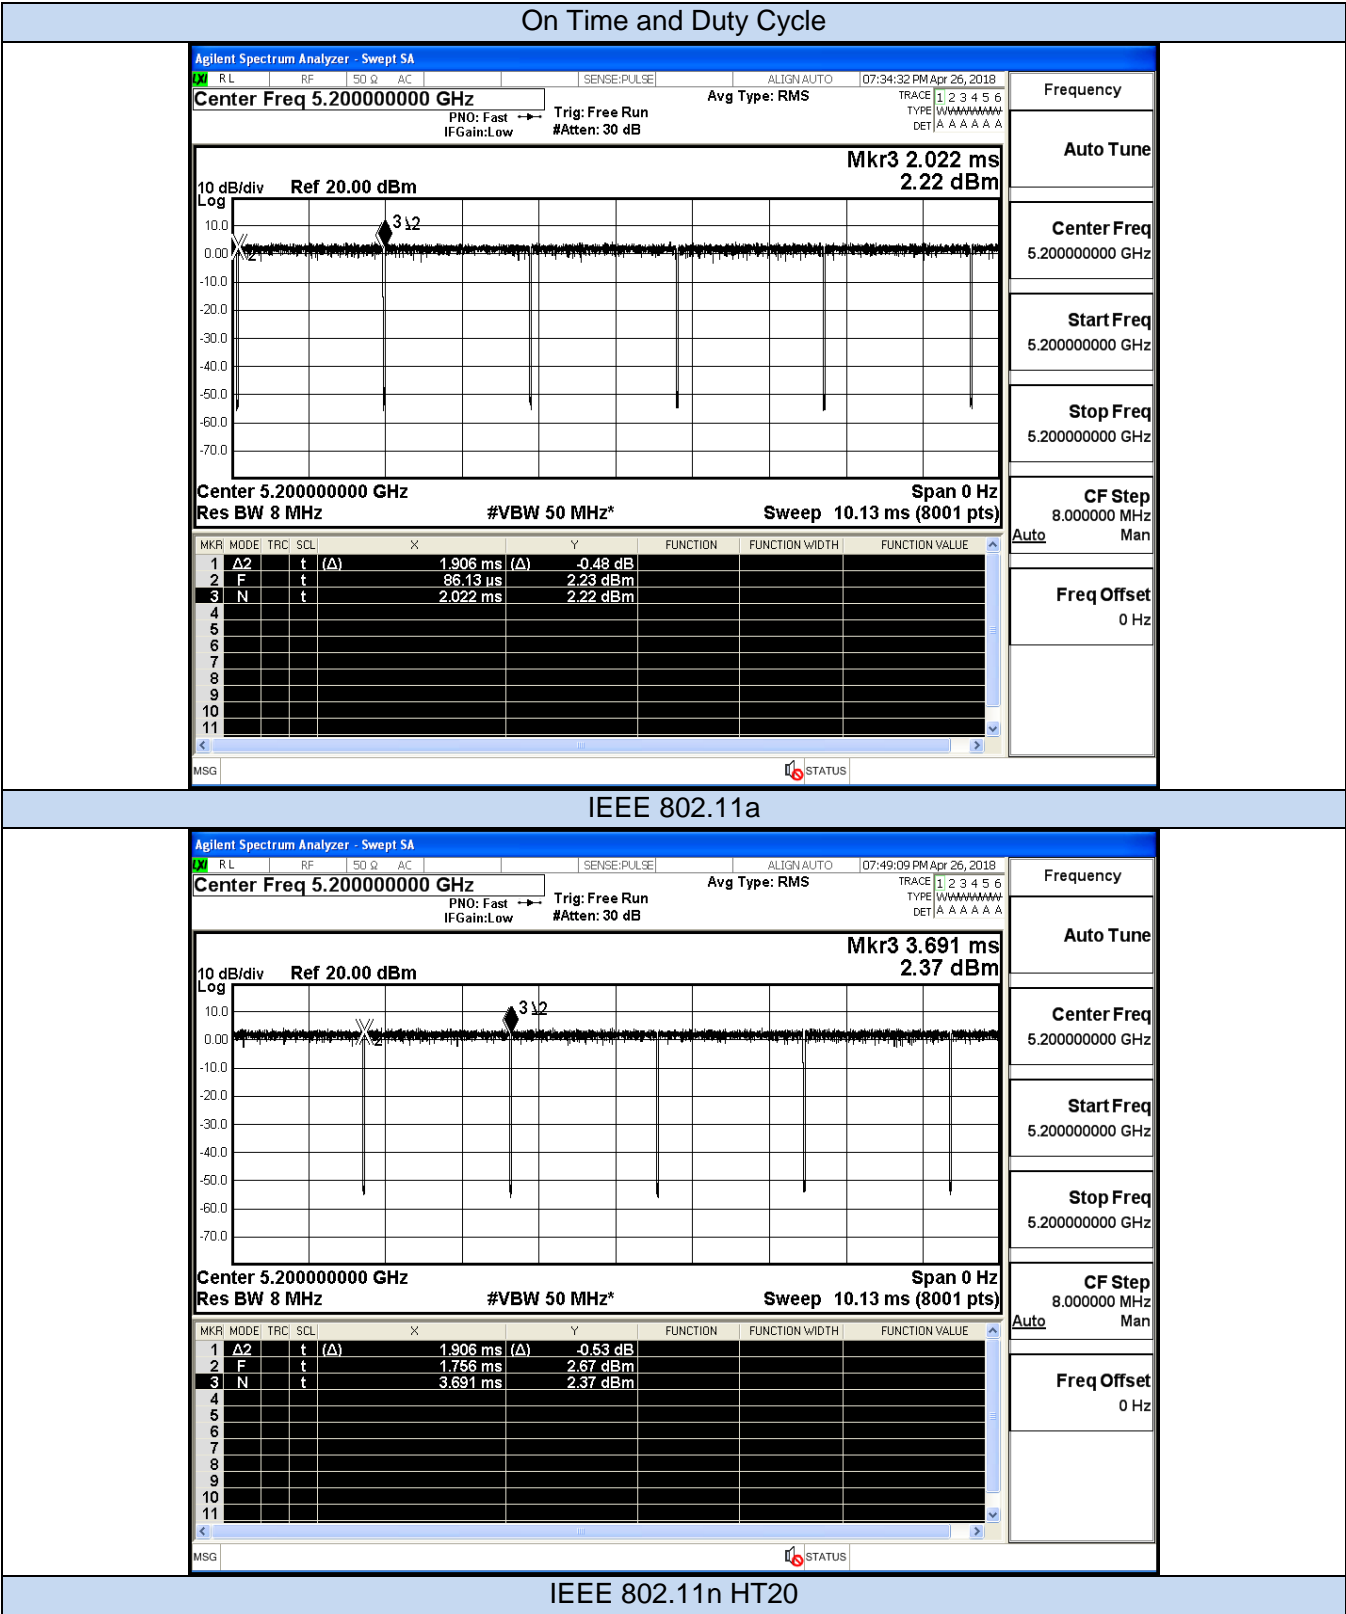 On Time and Duty Cycle
Agilent Spectrum Analyzer - Swept SA
LXI RL RF 50 Ω AC SENSE:PULSE ALIGN AUTO 07:34:32 PM Apr 26, 2018
Center Freq 5.200000000 GHz
PNO: Fast
IFGain:Low
Trig: Free Run
#Atten: 30 dB
Avg Type: RMS
TRACE 1 2 3 4 5 6
TYPE WWWWWW
DET A A A A A A
Mkr3 2.022 ms
2.22 dBm
10 dB/div Ref 20.00 dBm
Log
10.0
0.00
-10.0
-20.0
-30.0
-40.0
-50.0
-60.0
-70.0
3 Δ2
2
Center 5.200000000 GHz Span 0 Hz
Res BW 8 MHz #VBW 50 MHz* Sweep 10.13 ms (8001 pts)
MKR MODE TRC SCL X Y FUNCTION FUNCTION WIDTH FUNCTION VALUE
1 Δ2 t (Δ) 1.906 ms (Δ) -0.48 dB
2 F t 86.13 µs 2.23 dBm
3 N t 2.022 ms 2.22 dBm
4
5
6
7
8
9
10
11
MSG STATUS
Frequency
Auto Tune
Center Freq
5.200000000 GHz
Start Freq
5.200000000 GHz
Stop Freq
5.200000000 GHz
CF Step
8.000000 MHz
Auto Man
Freq Offset
0 Hz
IEEE 802.11a
Agilent Spectrum Analyzer - Swept SA
LXI RL RF 50 Ω AC SENSE:PULSE ALIGN AUTO 07:49:09 PM Apr 26, 2018
Center Freq 5.200000000 GHz
PNO: Fast
IFGain:Low
Trig: Free Run
#Atten: 30 dB
Avg Type: RMS
TRACE 1 2 3 4 5 6
TYPE WWWWWW
DET A A A A A A
Mkr3 3.691 ms
2.37 dBm
10 dB/div Ref 20.00 dBm
Log
10.0
0.00
-10.0
-20.0
-30.0
-40.0
-50.0
-60.0
-70.0
3 Δ2
2
Center 5.200000000 GHz Span 0 Hz
Res BW 8 MHz #VBW 50 MHz* Sweep 10.13 ms (8001 pts)
MKR MODE TRC SCL X Y FUNCTION FUNCTION WIDTH FUNCTION VALUE
1 Δ2 t (Δ) 1.906 ms (Δ) -0.53 dB
2 F t 1.756 ms 2.67 dBm
3 N t 3.691 ms 2.37 dBm
4
5
6
7
8
9
10
11
MSG STATUS
Frequency
Auto Tune
Center Freq
5.200000000 GHz
Start Freq
5.200000000 GHz
Stop Freq
5.200000000 GHz
CF Step
8.000000 MHz
Auto Man
Freq Offset
0 Hz
IEEE 802.11n HT20